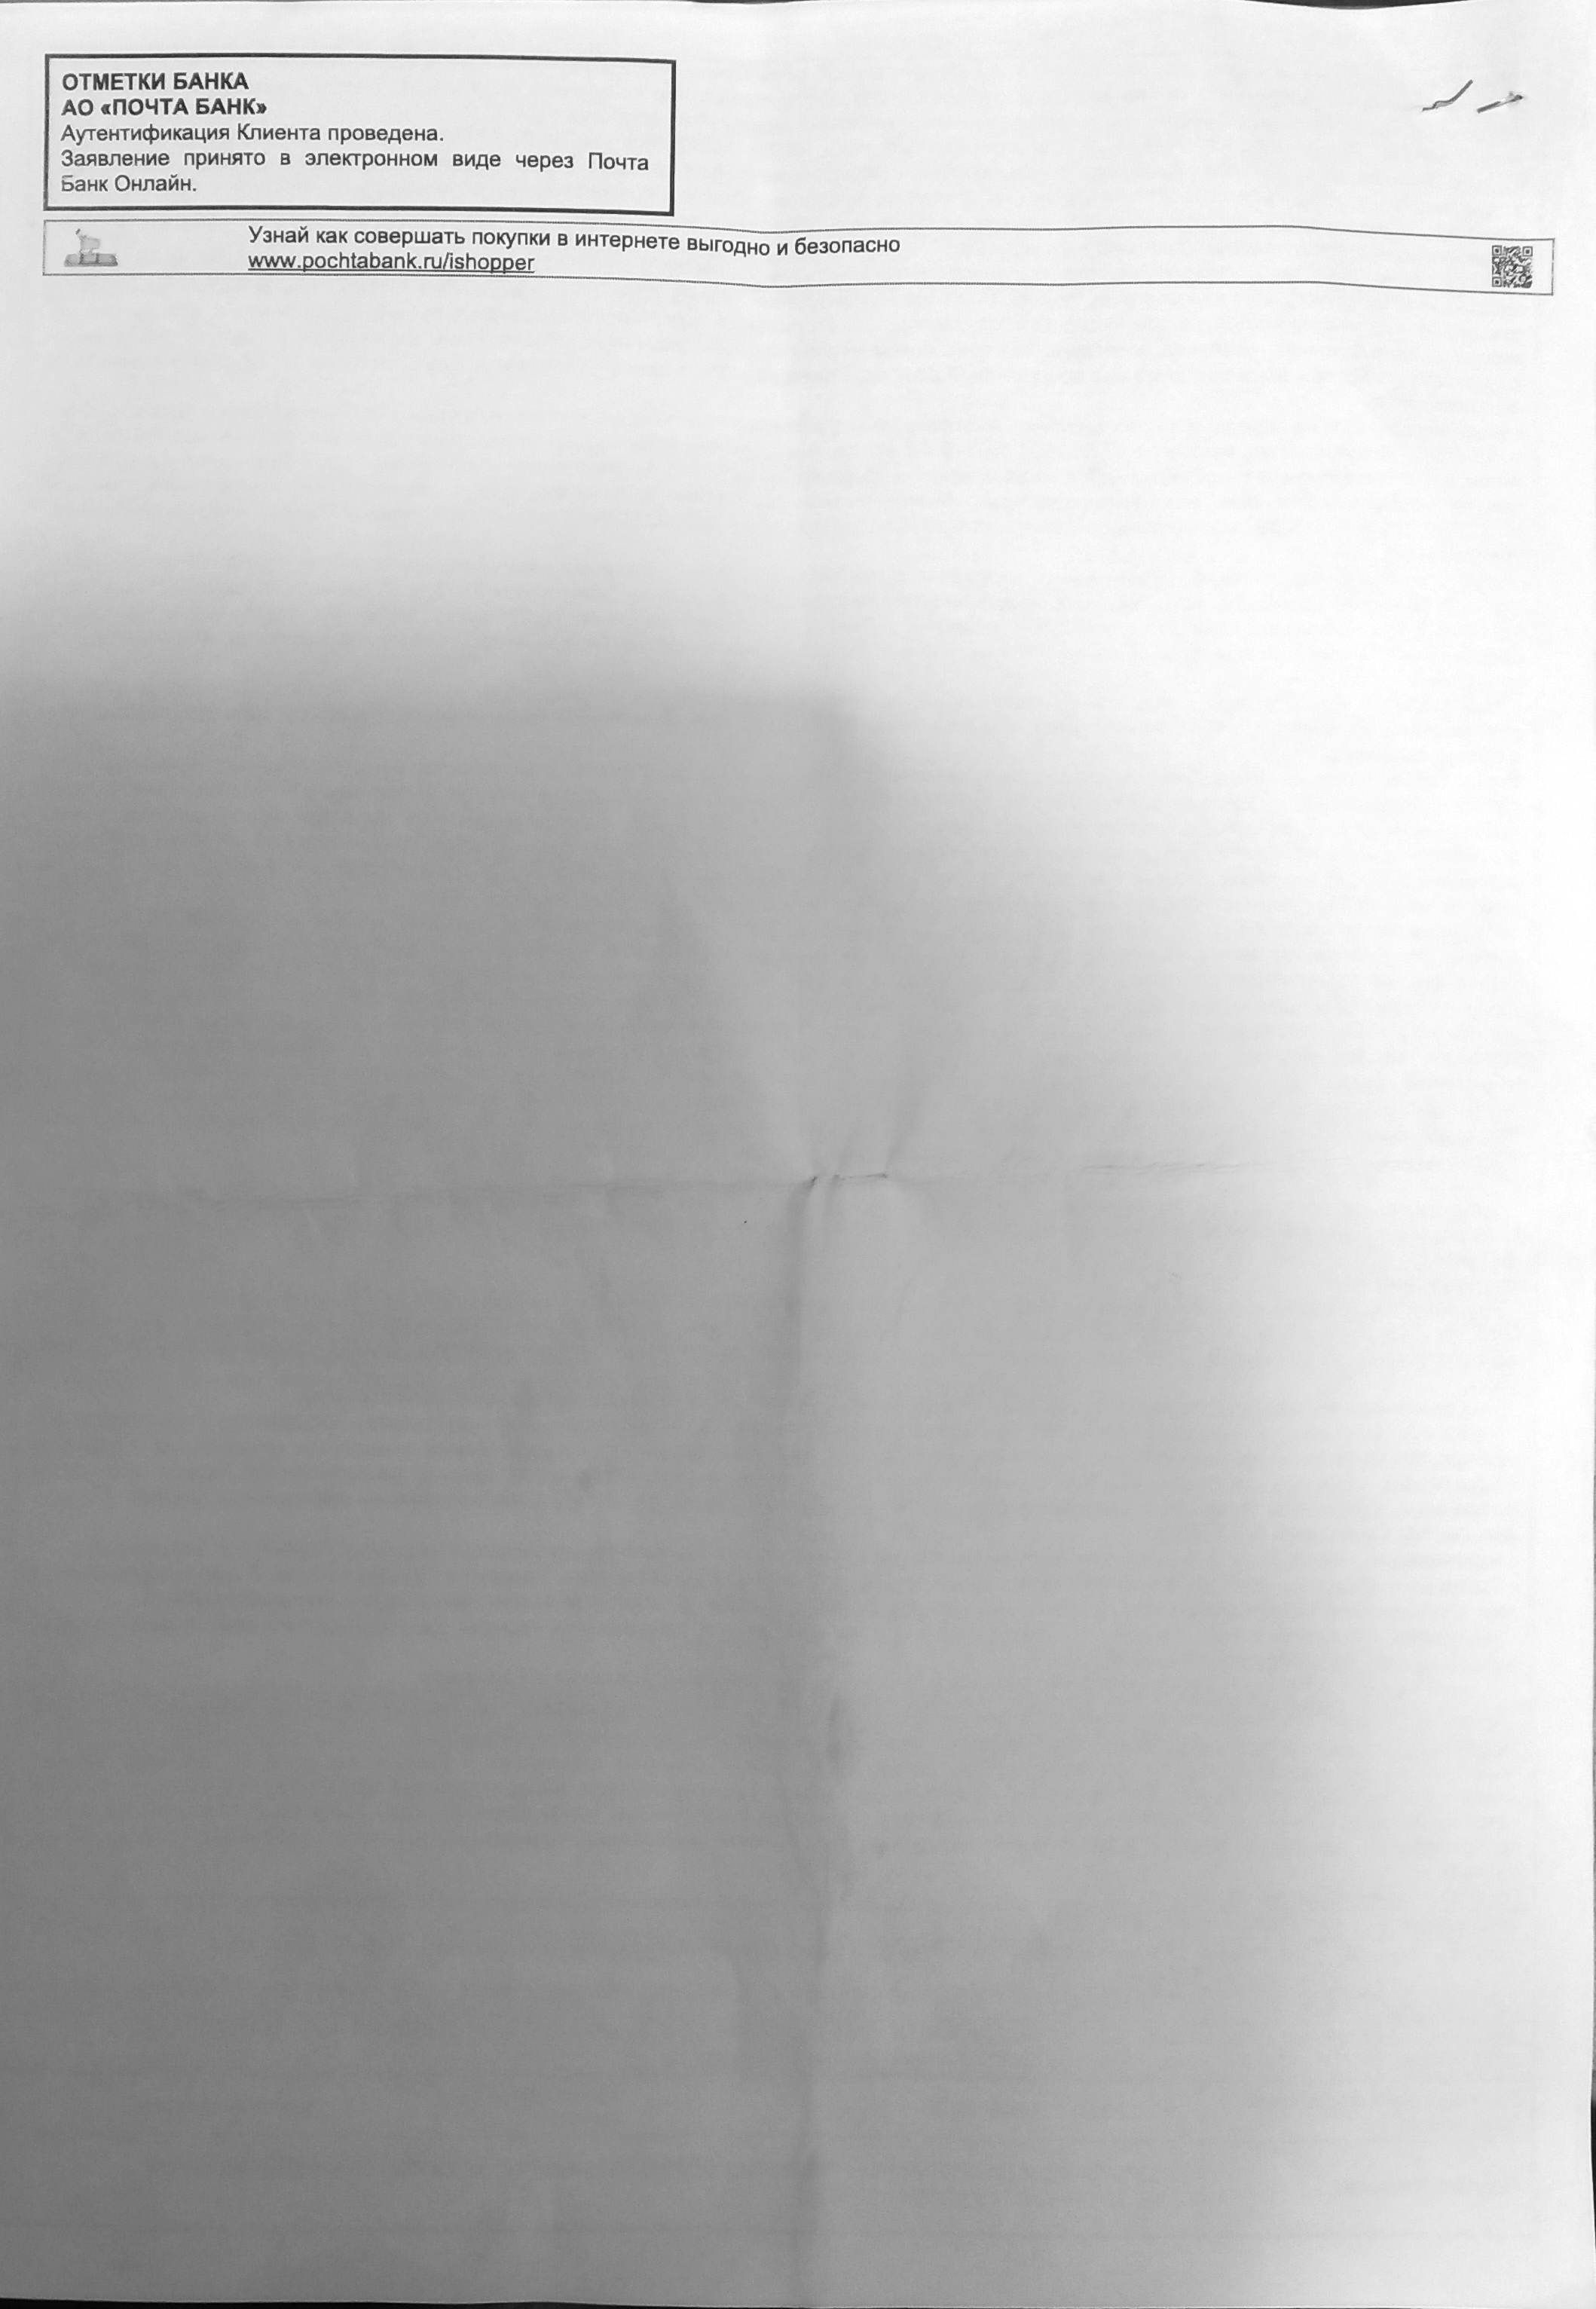 ОТМЕТКИ БАНКА
АО «ПОЧТА БАНК»
Аутентификация Клиента проведена.
Заявление принято в электронном виде через Почта
Банк Онлайн.
Узнай как совершать покупки в интернете выгодно и безопасно
www.pochtabank.ru/ishopper